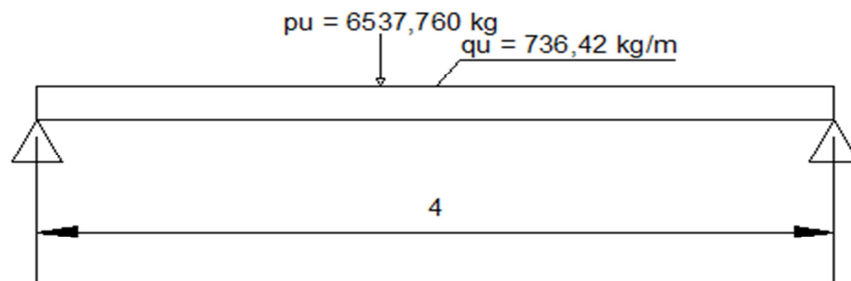 pu = 6537,760 kg
qu = 736,42 kg/m
4